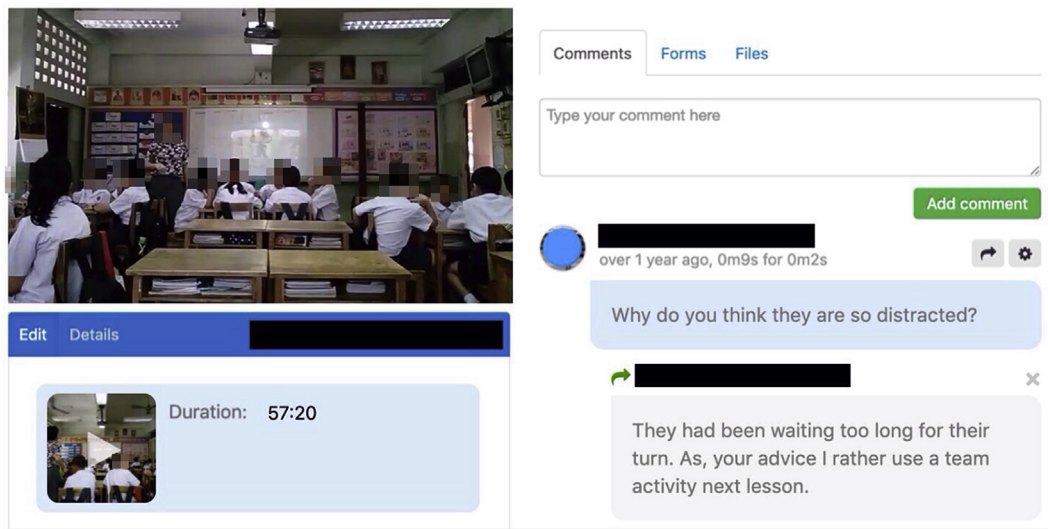 Comments Forms Files
Type your comment here
Add comment
over 1 year ago, 0m9s for 0m2s
Why do you think they are so distracted?
Edit Details
They had been waiting too long for their
turn. As, your advice I rather use a team
activity next lesson.
Duration: 57:20